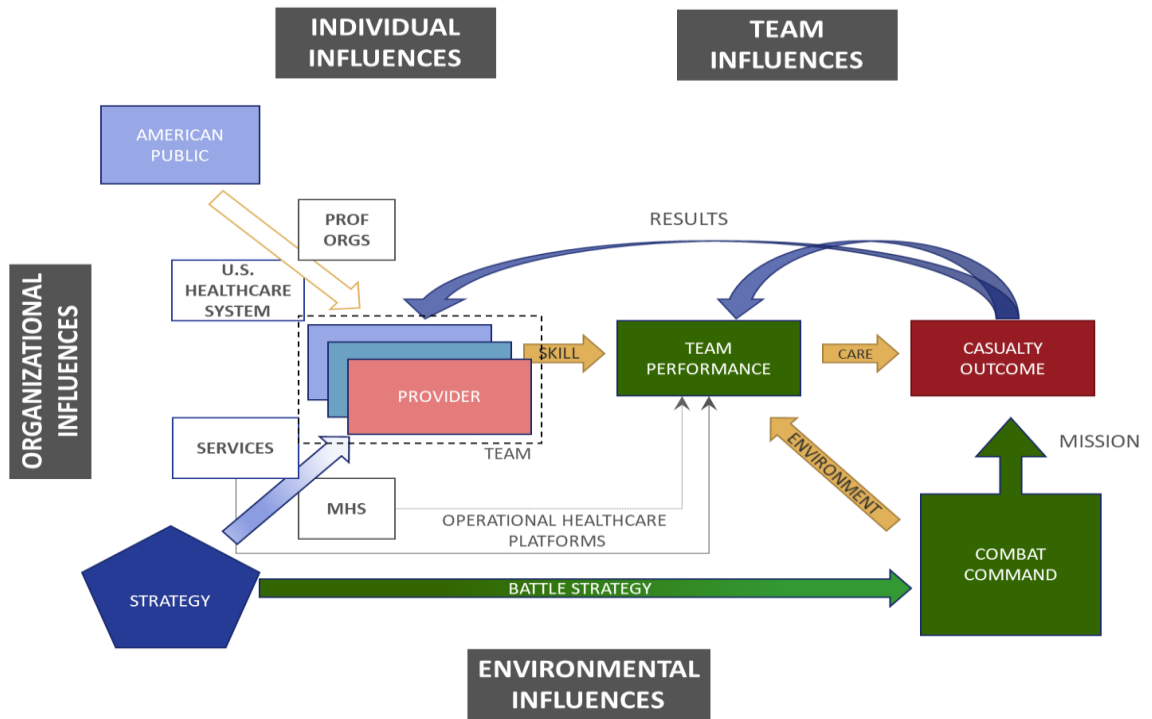 INDIVIDUAL
INFLUENCES
TEAM
INFLUENCES
AMERICAN
PUBLIC
PROF
ORGS
RESULTS
U.S.
HEALTHCARE
SYSTEM
ORGANIZATIONAL
INFLUENCES
SKILL
TEAM
PERFORMANCE
CARE
CASUALTY
OUTCOME
PROVIDER
TEAM
SERVICES
ENVIRONMENT
MISSION
MHS
OPERATIONAL HEALTHCARE
PLATFORMS
COMBAT
COMMAND
STRATEGY
BATTLE STRATEGY
ENVIRONMENTAL
INFLUENCES